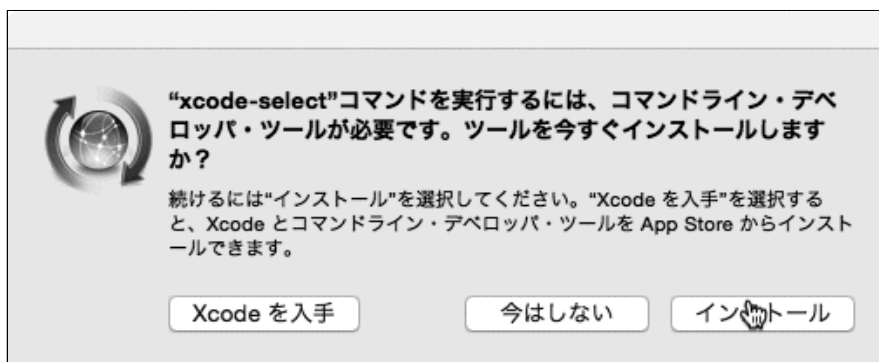 “xcode-select”コマンドを実行するには、コマンドライン・デベ
ロッパ・ツールが必要です。ツールを今すぐインストールします
か？
続けるには“インストール”を選択してください。“Xcode を入手”を選択する
と、Xcode とコマンドライン・デベロッパ・ツールを App Store からインスト
ールできます。
Xcode を入手
今はしない
インストール